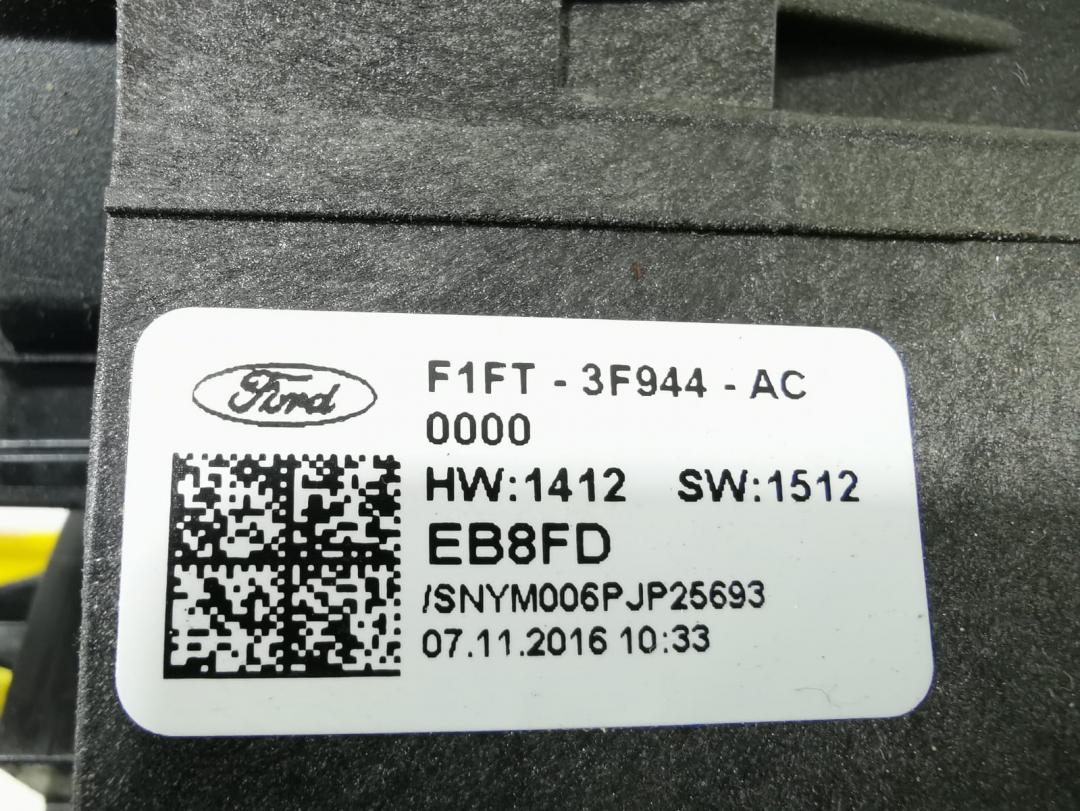 Ford
F1FT - 3F944 - AC
0000
HW:1412 SW:1512
EB8FD
/SNYM006PJP25693
07.11.2016 10:33